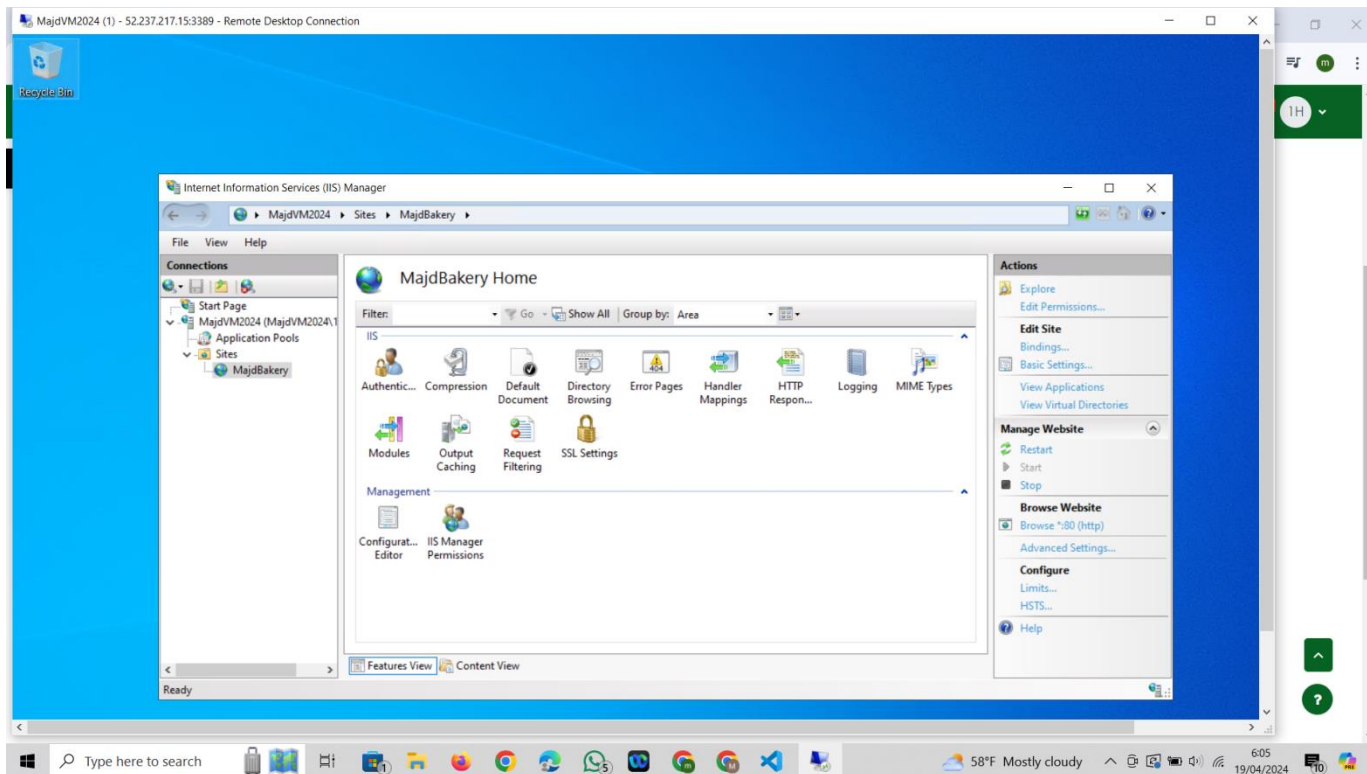 MajdVM2024 (1) - 52.237.217.15:3389 - Remote Desktop Connection
m
1H
Recycle Bin
Internet Information Services (IIS) Manager
MajdVM2024 Sites MajdBakery
File View Help
Connections
Start Page
MajdVM2024 (MajdVM2024\1
Application Pools
Sites
MajdBakery
MajdBakery Home
Filter: Go Show All Group by: Area
IIS
Authentic... Compression Default Document Directory Browsing Error Pages Handler Mappings HTTP Respon... Logging MIME Types
Modules Output Caching Request Filtering SSL Settings
Management
Configurat... Editor IIS Manager Permissions
Features View Content View
Ready
Actions
Explore
Edit Permissions...
Edit Site
Bindings...
Basic Settings...
View Applications
View Virtual Directories
Manage Website
Restart
Start
Stop
Browse Website
Browse *:80 (http)
Advanced Settings...
Configure
Limits...
HSTS...
Help
?
Type here to search
58°F Mostly cloudy
6:05
19/04/2024